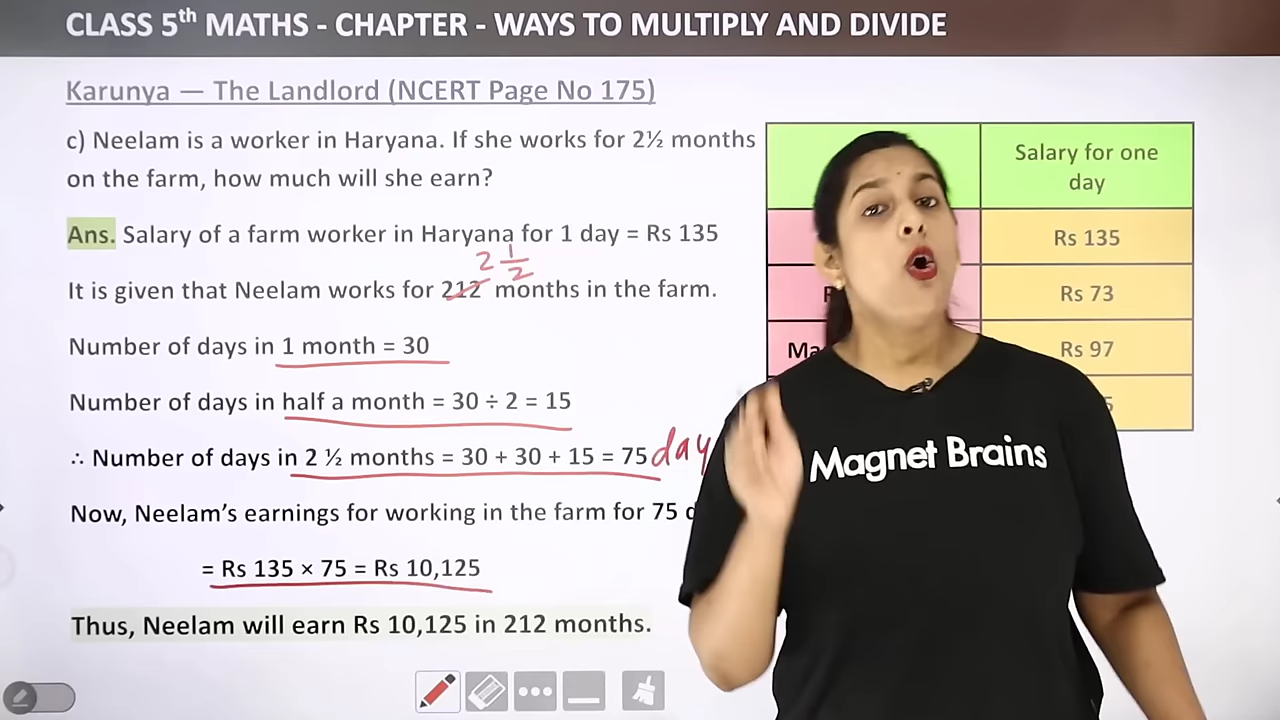 CLASS 5th MATHS - CHAPTER - WAYS TO MULTIPLY AND DIVIDE
Karunya — The Landlord (NCERT Page No 175)
c) Neelam is a worker in Haryana. If she works for 2½ months
on the farm, how much will she earn?
Ans. Salary of a farm worker in Haryana for 1 day = Rs 135
2 1/2
It is given that Neelam works for 212 months in the farm.
Number of days in 1 month = 30
Number of days in half a month = 30 ÷ 2 = 15
∴ Number of days in 2 ½ months = 30 + 30 + 15 = 75 day
Now, Neelam’s earnings for working in the farm for 75
= Rs 135 × 75 = Rs 10,125
Thus, Neelam will earn Rs 10,125 in 212 months.
Salary for one
day
Rs 135
Rs 73
Ma
Rs 97
5
Magnet Brains